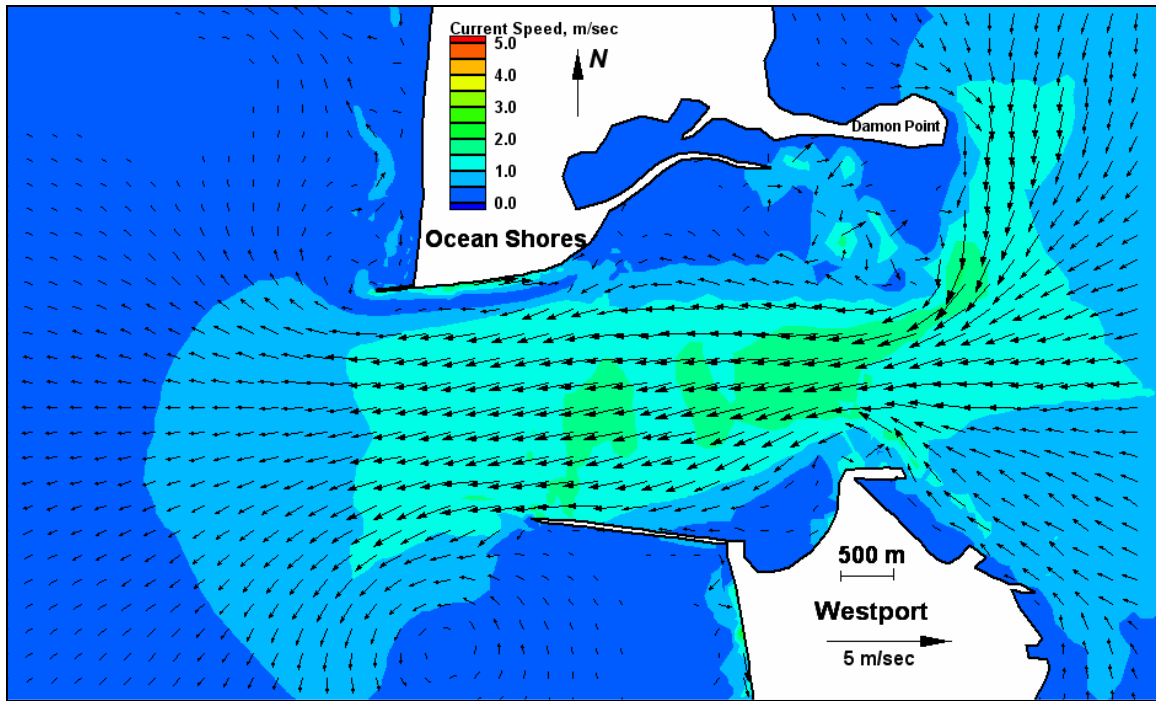 Current Speed, m/sec
5.0
4.0
3.0
2.0
1.0
0.0
N
Damon Point
Ocean Shores
500 m
Westport
5 m/sec